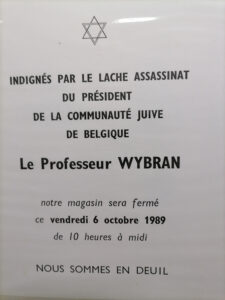 INDIGNÉS PAR LE LACHE ASSASSINAT
DU PRÉSIDENT
DE LA COMMUNAUTÉ JUIVE
DE BELGIQUE
Le Professeur WYBRAN
notre magasin sera fermé
ce vendredi 6 octobre 1989
de 10 heures à midi
NOUS SOMMES EN DEUIL